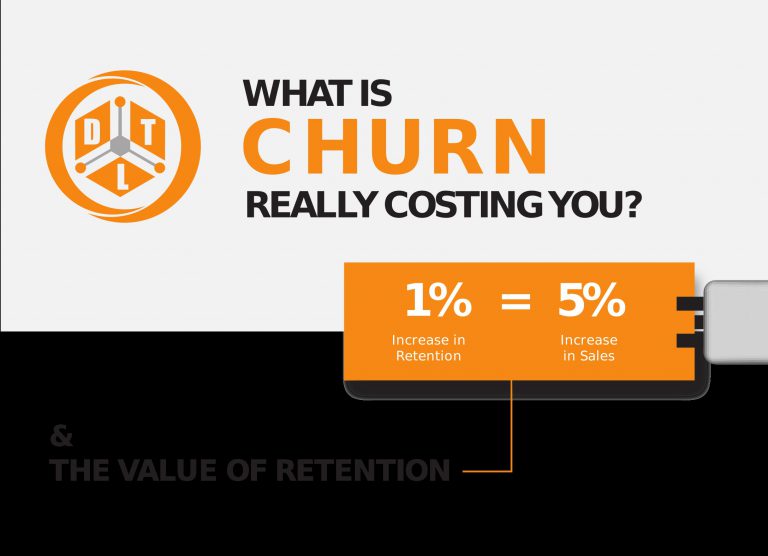 D T
L
WHAT IS
CHURN
REALLY COSTING YOU?
1% = 5%
Increase in
Retention
Increase
in Sales
&
THE VALUE OF RETENTION